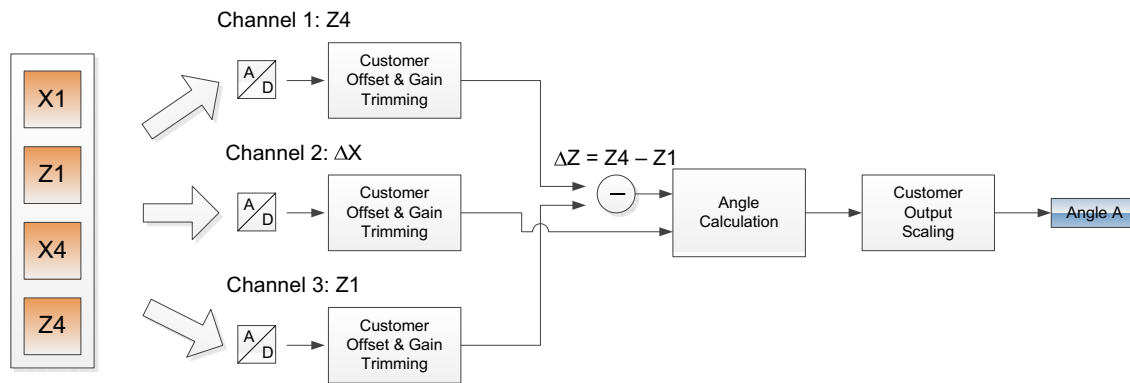 X1
Z1
X4
Z4
Channel 1: Z4
A
D
Customer
Offset & Gain
Trimming
Channel 2: ΔX
A
D
Customer
Offset & Gain
Trimming
Channel 3: Z1
A
D
Customer
Offset & Gain
Trimming
ΔZ = Z4 – Z1
–
Angle
Calculation
Customer
Output
Scaling
Angle A